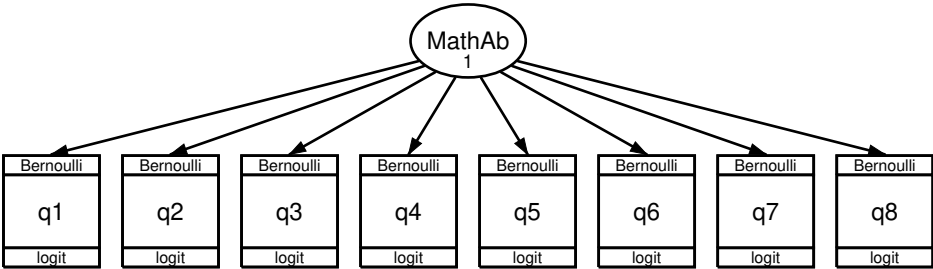 MathAb
1
Bernoulli Bernoulli Bernoulli Bernoulli Bernoulli Bernoulli Bernoulli Bernoulli
q1 q2 q3 q4 q5 q6 q7 q8
logit logit logit logit logit logit logit logit